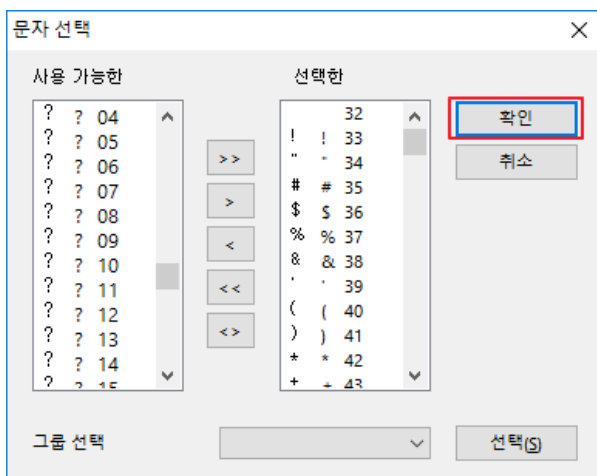 문자 선택
사용 가능한
선택한
? ? 04
? ? 05
? ? 06
? ? 07
? ? 08
? ? 09
? ? 10
? ? 11
? ? 12
? ? 13
? ? 14
? ? 15
>>
>
<
<<
<>
32
! ! 33
" " 34
# # 35
$ $ 36
% % 37
& & 38
' ' 39
( ( 40
) ) 41
* * 42
+ + 43
확인
취소
그룹 선택
선택(S)